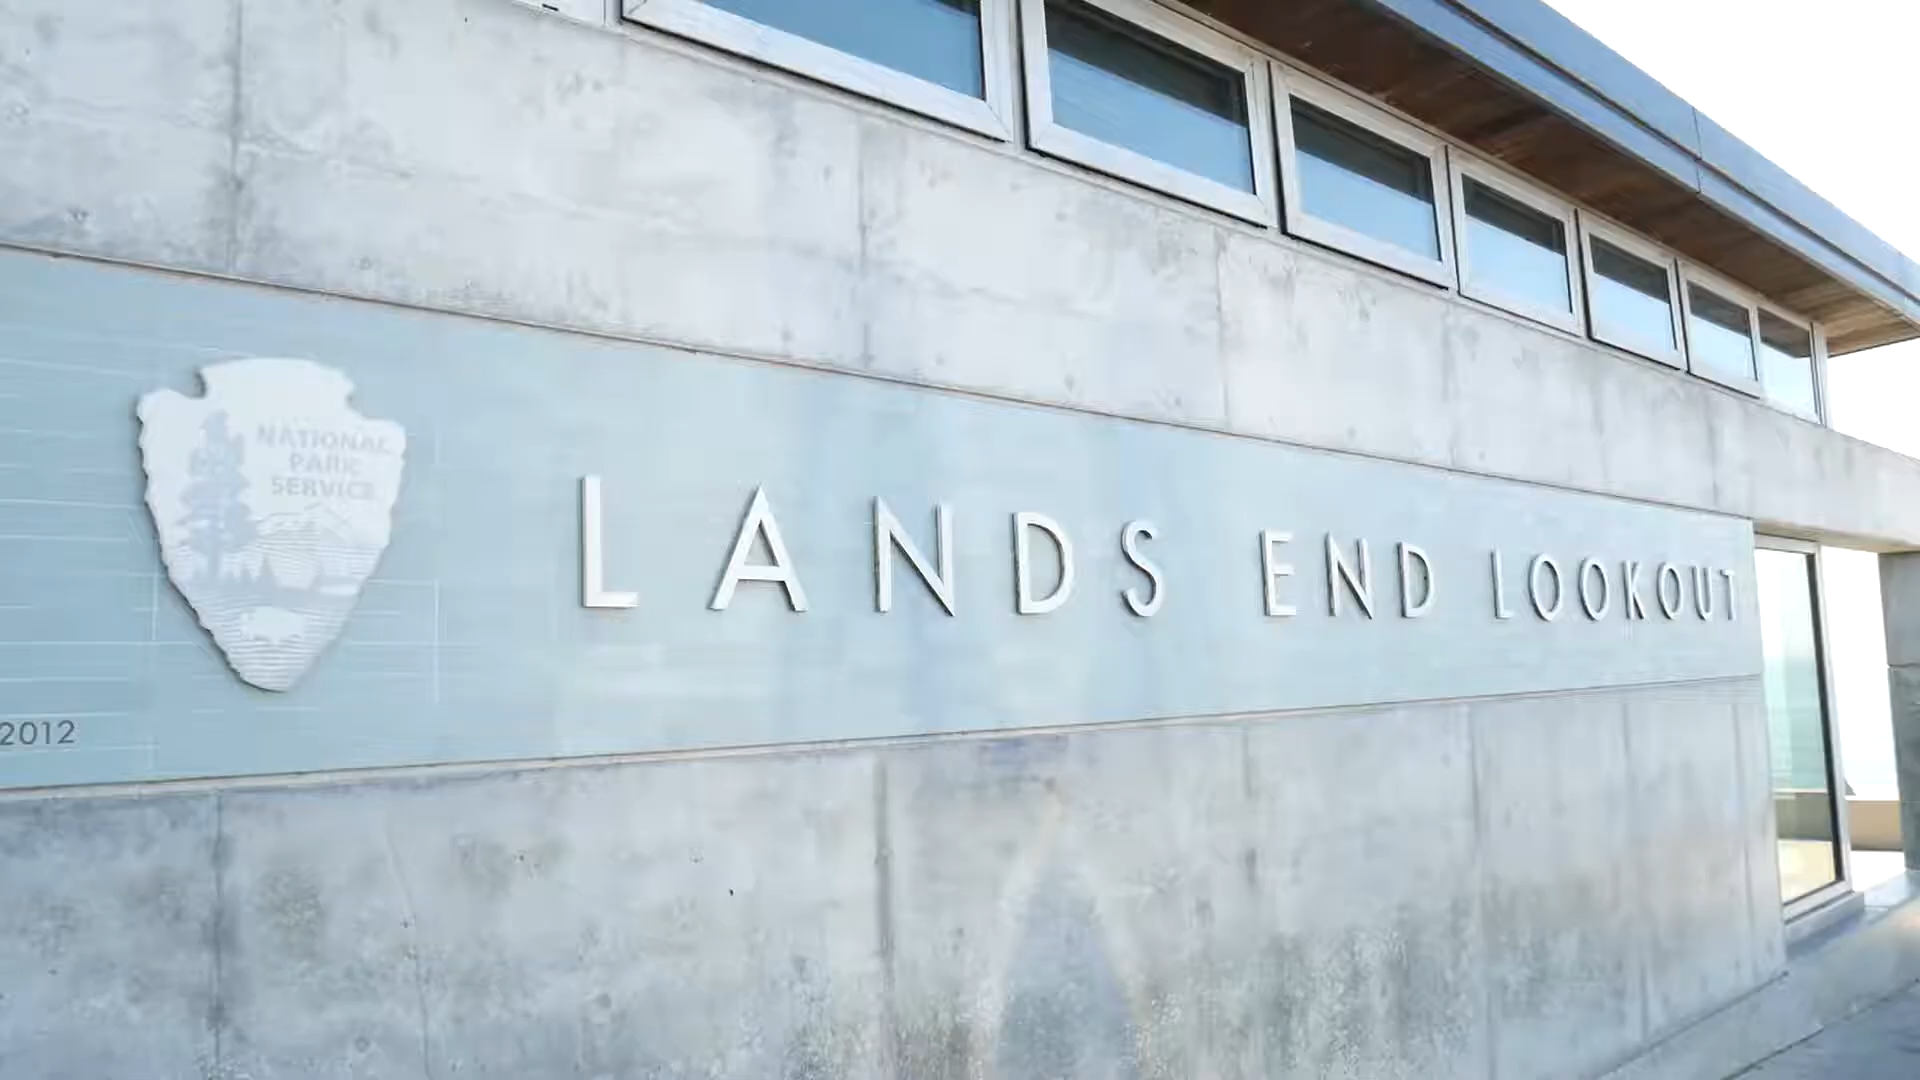 NATIONAL
PARK
SERVICE
LANDS END LOOKOUT
2012